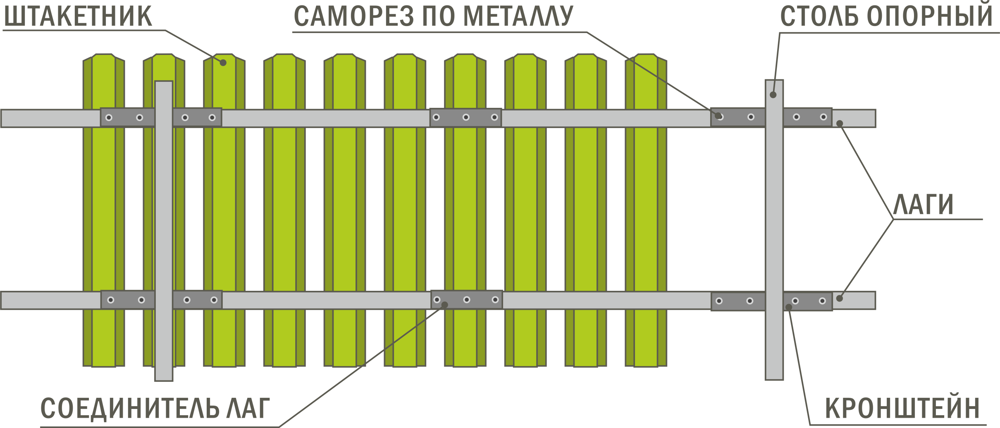 ШТАКЕТНИК
САМОРЕЗ ПО МЕТАЛЛУ
СТОЛБ ОПОРНЫЙ
ЛАГИ
СОЕДИНИТЕЛЬ ЛАГ
КРОНШТЕЙН